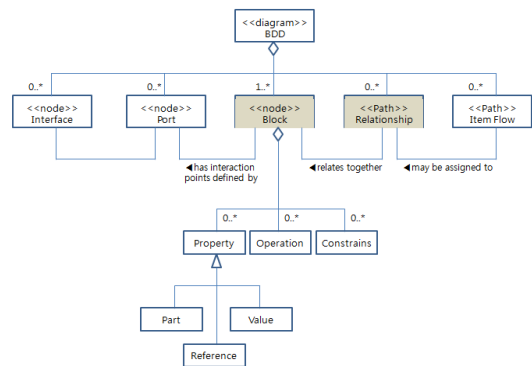 <<diagram>>
BDD
0..*
0..*
1..*
0..*
0..*
<<node>>
Interface
<<node>>
Port
<<node>>
Block
<<Path>>
Relationship
<<Path>>
Item Flow
◀has interaction
points defined by
◀relates together
◀may be assigned to
0..*
0..*
0..*
Property
Operation
Constrains
Part
Value
Reference